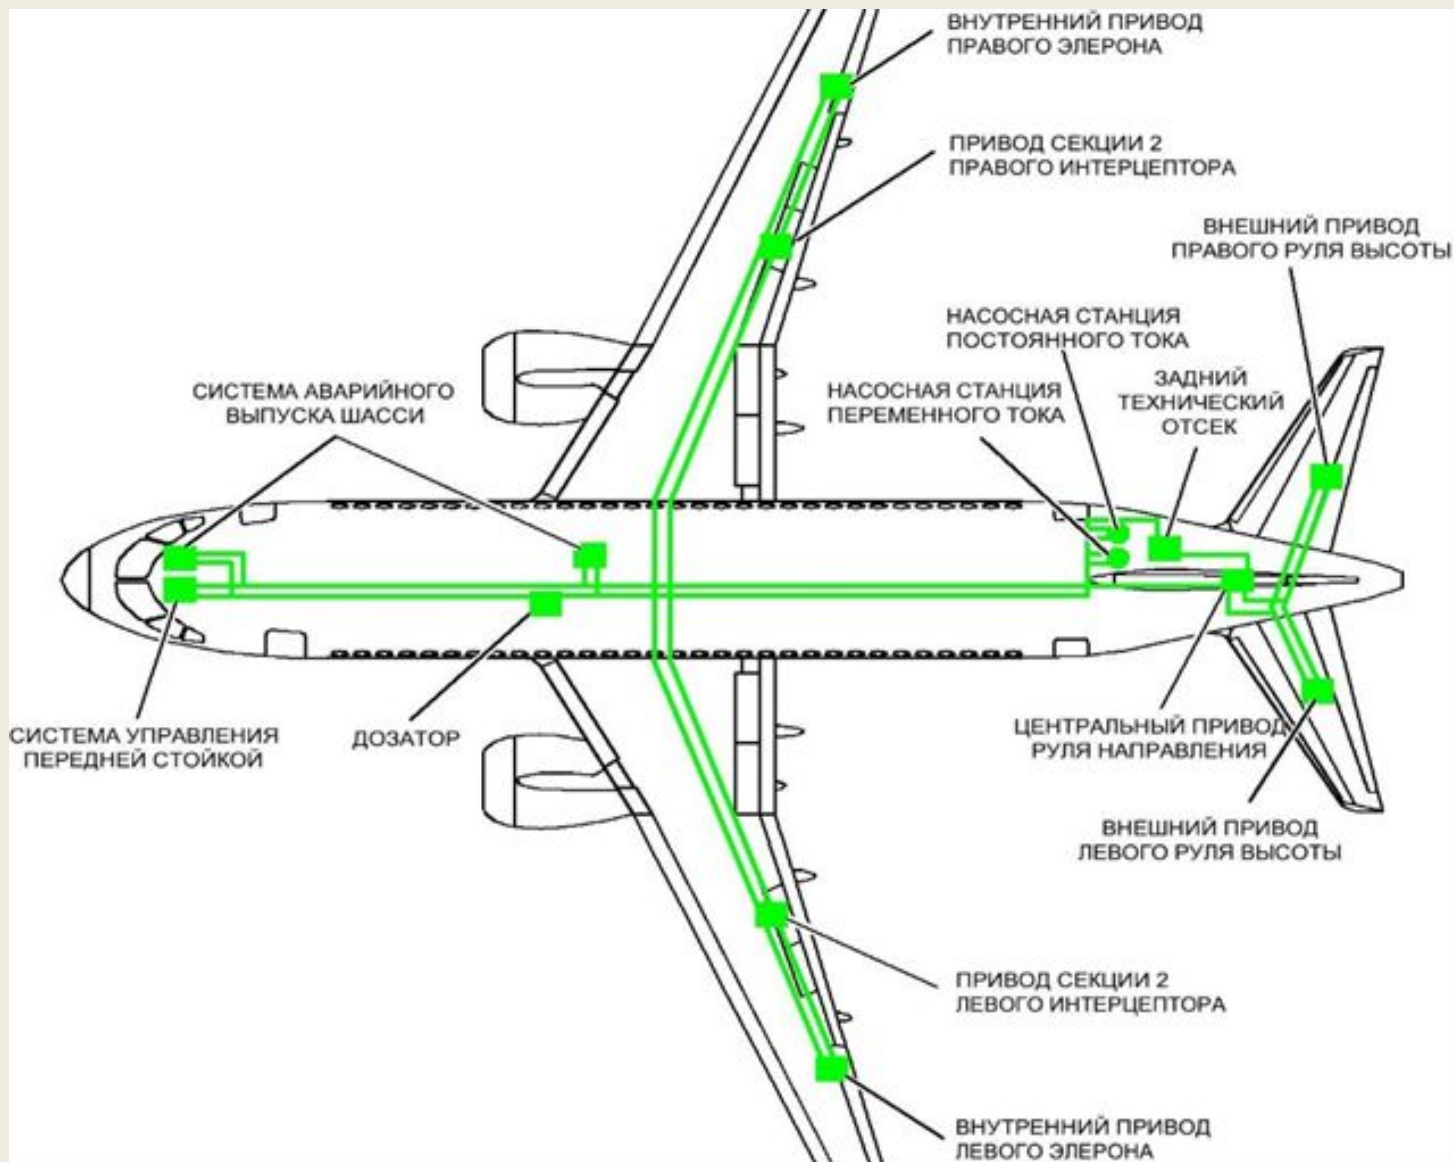 ВНУТРЕННИЙ ПРИВОД
ПРАВОГО ЭЛЕРОНА
ПРИВОД СЕКЦИИ 2
ПРАВОГО ИНТЕРЦЕПТОРА
ВНЕШНИЙ ПРИВОД
ПРАВОГО РУЛЯ ВЫСОТЫ
НАСОСНАЯ СТАНЦИЯ
ПОСТОЯННОГО ТОКА
ЗАДНИЙ
ТЕХНИЧЕСКИЙ
ОТСЕК
НАСОСНАЯ СТАНЦИЯ
ПЕРЕМЕННОГО ТОКА
СИСТЕМА АВАРИЙНОГО
ВЫПУСКА ШАССИ
СИСТЕМА УПРАВЛЕНИЯ
ПЕРЕДНЕЙ СТОЙКОЙ
ДОЗАТОР
ЦЕНТРАЛЬНЫЙ ПРИВОД
РУЛЯ НАПРАВЛЕНИЯ
ВНЕШНИЙ ПРИВОД
ЛЕВОГО РУЛЯ ВЫСОТЫ
ПРИВОД СЕКЦИИ 2
ЛЕВОГО ИНТЕРЦЕПТОРА
ВНУТРЕННИЙ ПРИВОД
ЛЕВОГО ЭЛЕРОНА